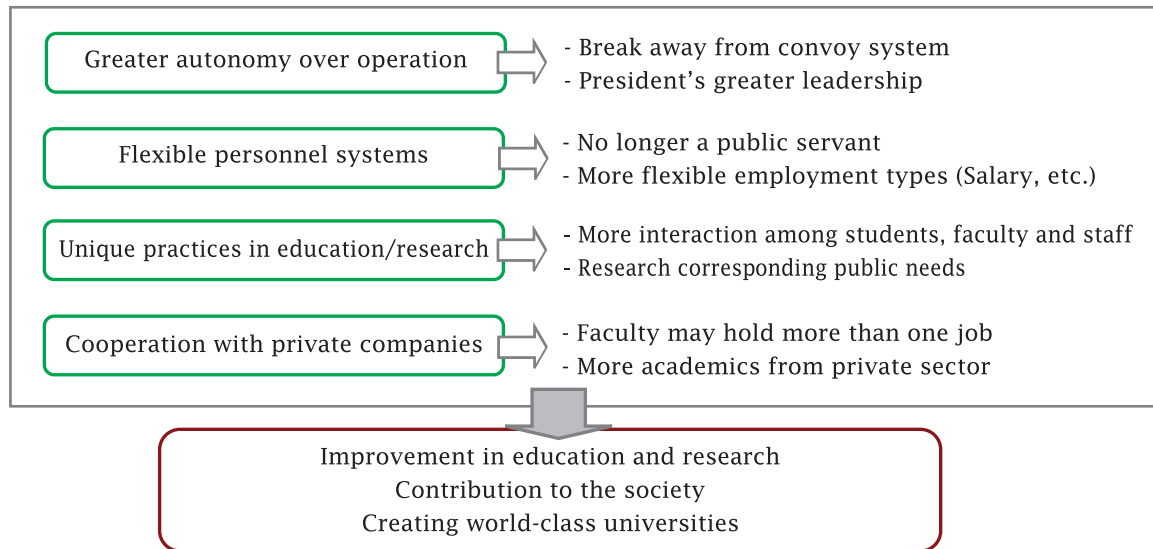 Greater autonomy over operation
- Break away from convoy system
- President's greater leadership
Flexible personnel systems
- No longer a public servant
- More flexible employment types (Salary, etc.)
Unique practices in education/research
- More interaction among students, faculty and staff
- Research corresponding public needs
Cooperation with private companies
- Faculty may hold more than one job
- More academics from private sector
Improvement in education and research
Contribution to the society
Creating world-class universities